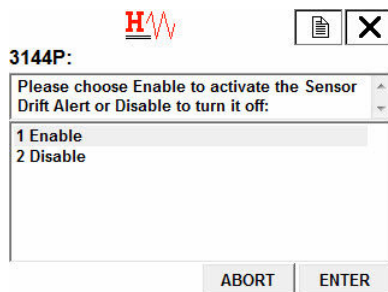 H
3144P:
Please choose Enable to activate the Sensor
Drift Alert or Disable to turn it off:
1 Enable
2 Disable
ABORT ENTER